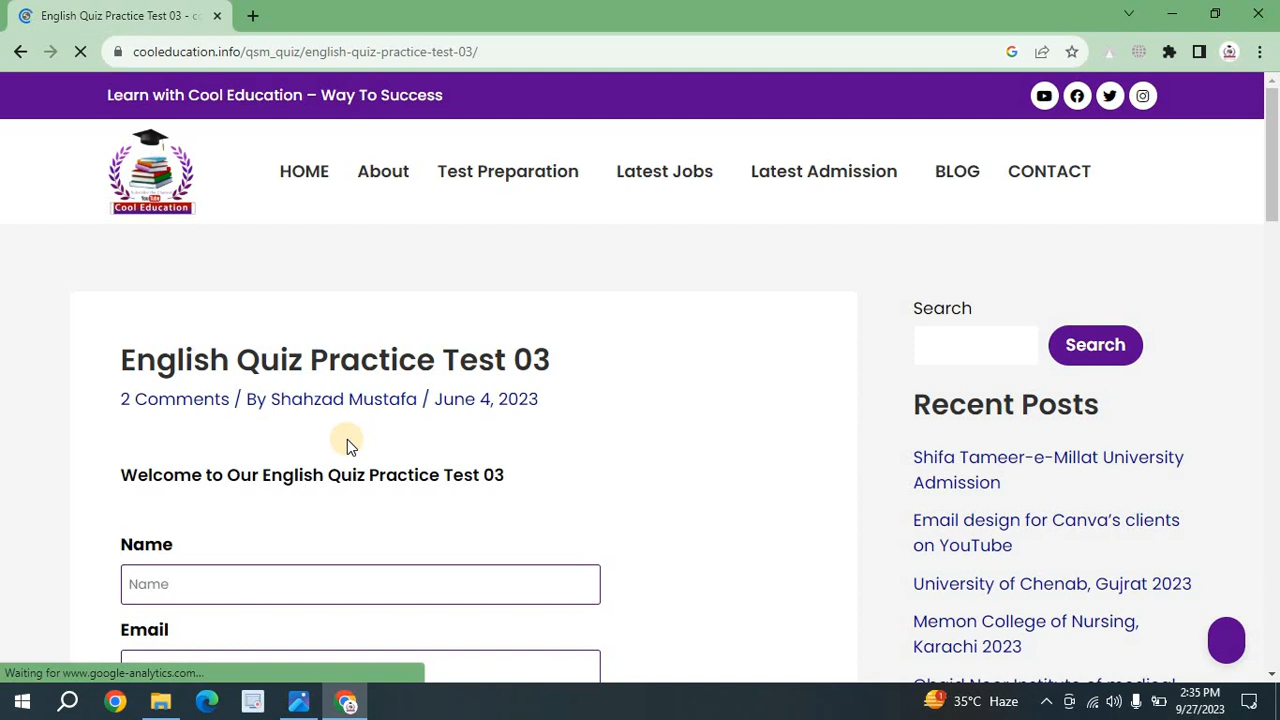 English Quiz Practice Test 03 - c
cooleducation.info/qsm_quiz/english-quiz-practice-test-03/
Learn with Cool Education – Way To Success
Cool Education
HOME
About
Test Preparation
Latest Jobs
Latest Admission
BLOG
CONTACT
English Quiz Practice Test 03
2 Comments / By Shahzad Mustafa / June 4, 2023
Welcome to Our English Quiz Practice Test 03
Name
Name
Email
Search
Search
Recent Posts
Shifa Tameer-e-Millat University
Admission
Email design for Canva’s clients
on YouTube
University of Chenab, Gujrat 2023
Memon College of Nursing,
Karachi 2023
Waiting for www.google-analytics.com...
35°C Haze
2:35 PM
9/27/2023